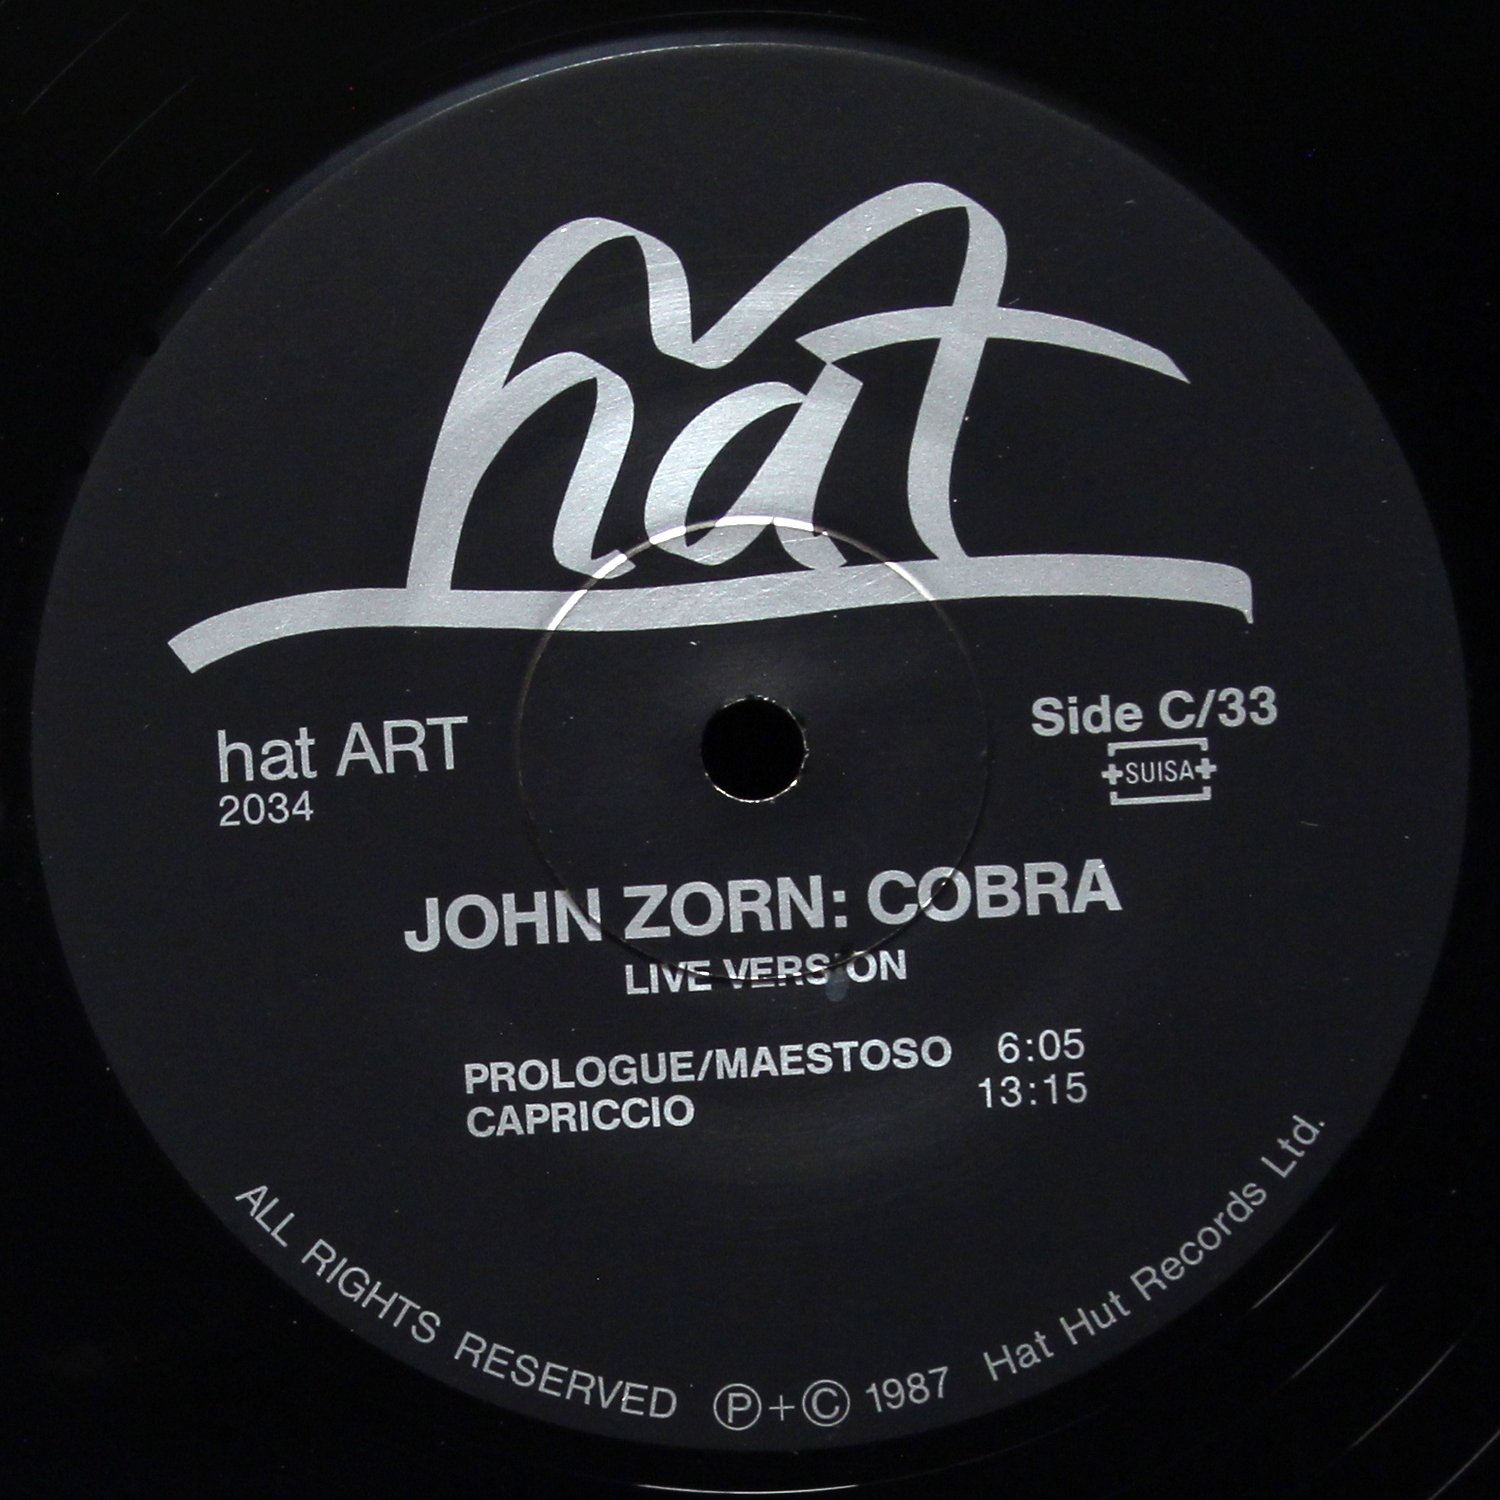 hat
hat ART
2034
Side C/33
SUISA
JOHN ZORN: COBRA
LIVE VERSION
PROLOGUE/MAESTOSO 6:05
CAPRICCIO 13:15
ALL RIGHTS RESERVED Ⓟ+Ⓒ 1987 Hat Hut Records Ltd.